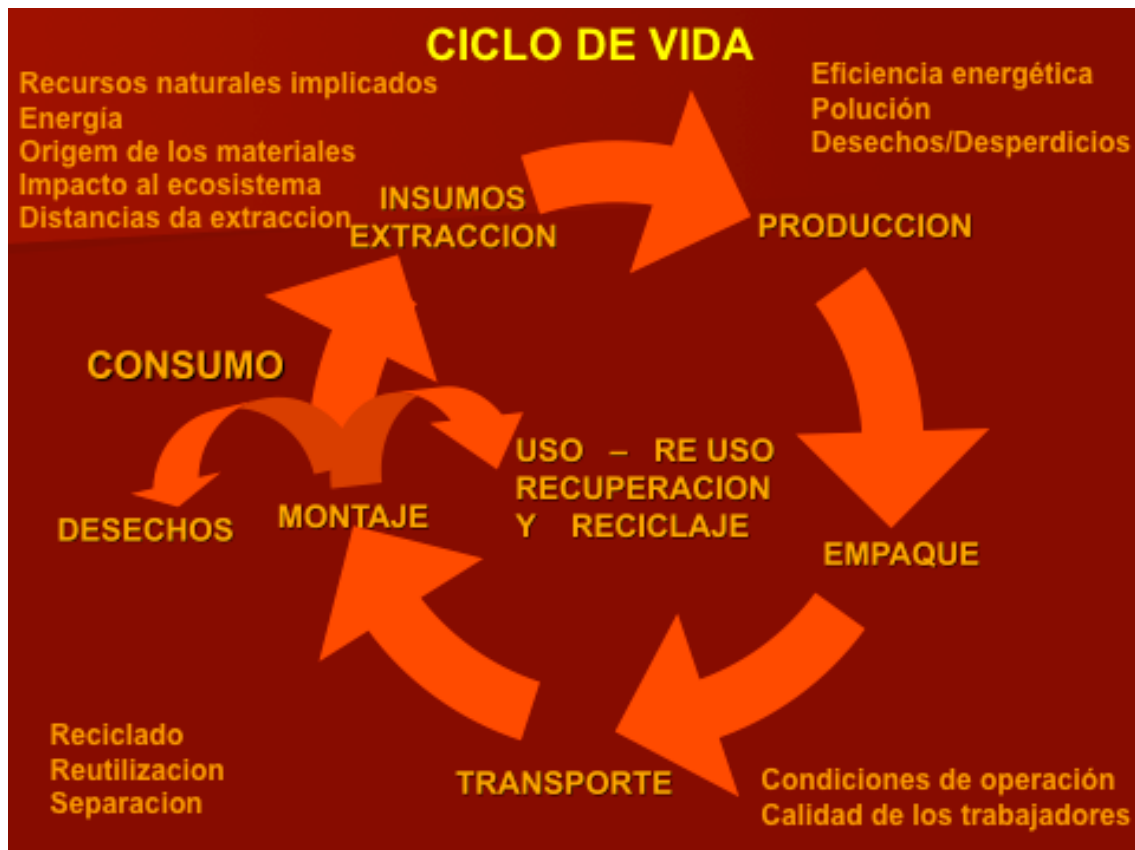 CICLO DE VIDA
Recursos naturales implicados
Energía
Origem de los materiales
Impacto al ecosistema
Distancias da extraccion
Eficiencia energética
Polución
Desechos/Desperdicios
INSUMOS
EXTRACCION
PRODUCCION
CONSUMO
USO – RE USO
RECUPERACION
Y RECICLAJE
DESECHOS
MONTAJE
EMPAQUE
TRANSPORTE
Reciclado
Reutilizacion
Separacion
Condiciones de operación
Calidad de los trabajadores